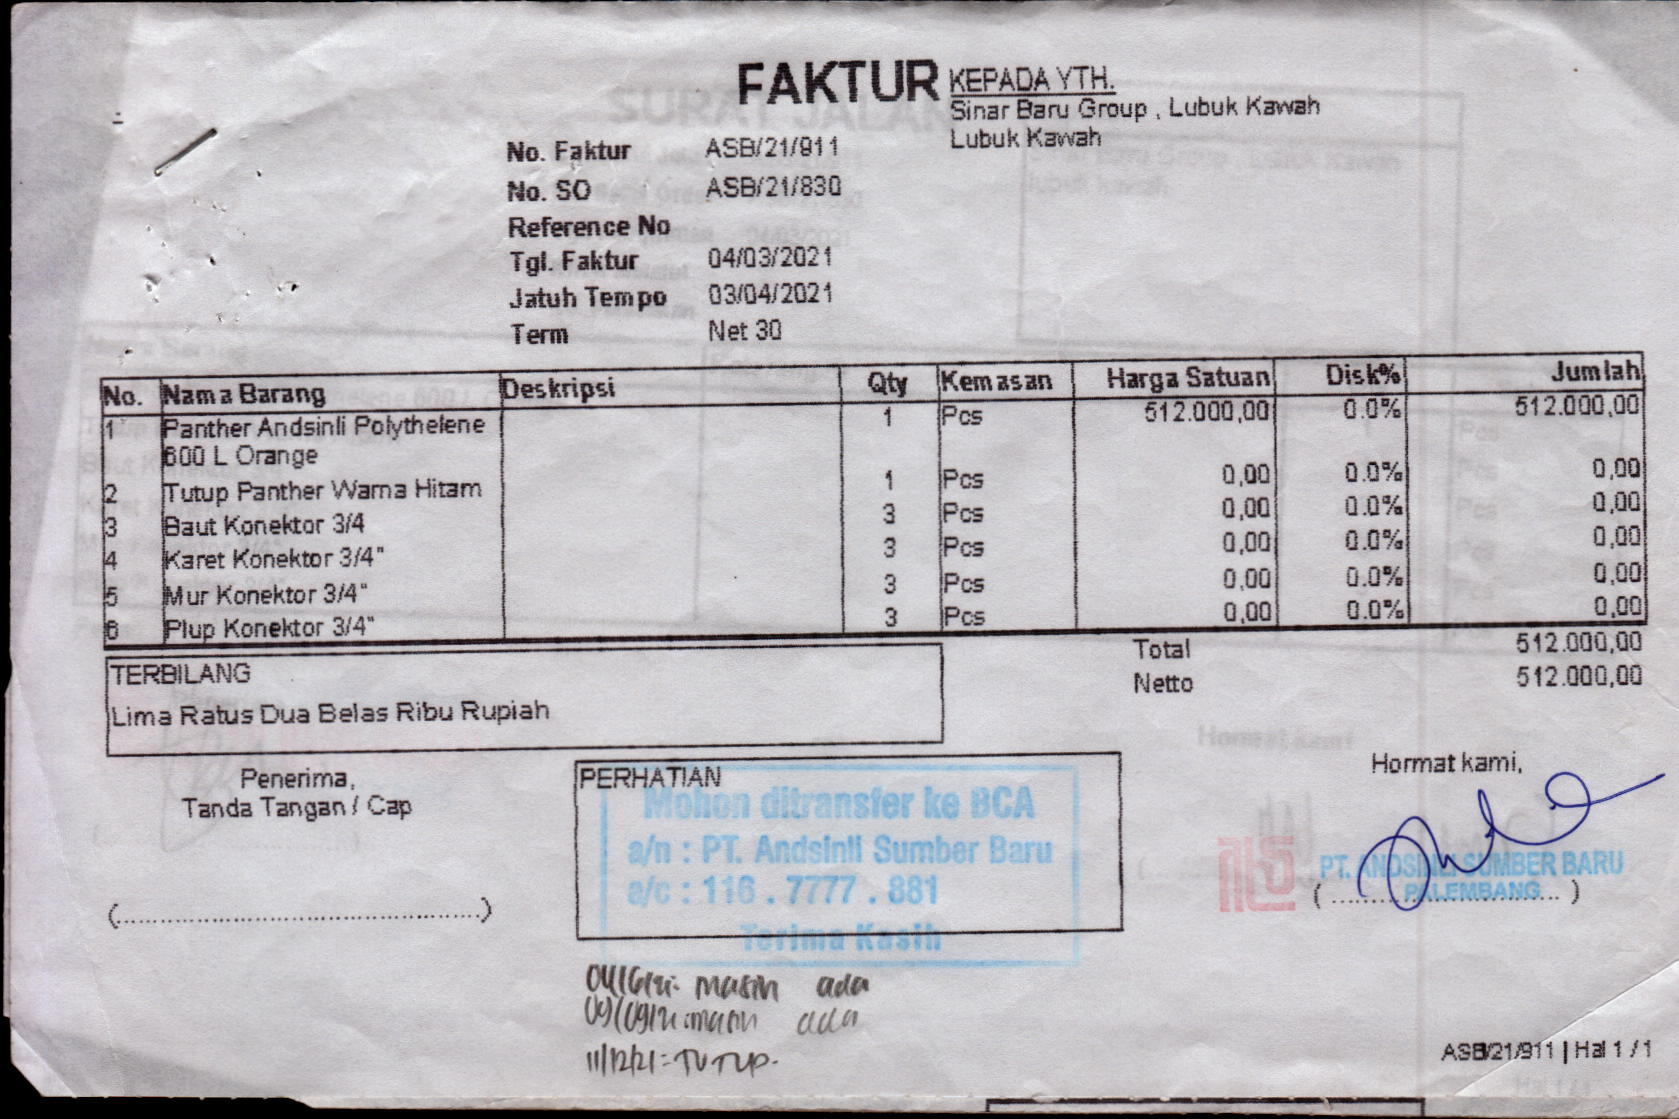 FAKTUR
KEPADA YTH.
Sinar Baru Group , Lubuk Kawah
Lubuk Kawah
No. Faktur ASB/21/911
No. SO ASB/21/830
Reference No
Tgl. Faktur 04/03/2021
Jatuh Tempo 03/04/2021
Term Net 30
No. Nama Barang Deskripsi Qty Kemasan Harga Satuan Disk% Jumlah
1 Panther Andsinli Polythelene 1 Pcs 512.000,00 0.0% 512.000,00
600 L Orange
2 Tutup Panther Warna Hitam 1 Pcs 0,00 0.0% 0,00
3 Baut Konektor 3/4 3 Pcs 0,00 0.0% 0,00
4 Karet Konektor 3/4" 3 Pcs 0,00 0.0% 0,00
5 Mur Konektor 3/4" 3 Pcs 0,00 0.0% 0,00
6 Plup Konektor 3/4" 3 Pcs 0,00 0.0% 0,00
Total 512.000,00
Netto 512.000,00
TERBILANG
Lima Ratus Dua Belas Ribu Rupiah
Penerima,
Tanda Tangan / Cap
(................................................)
PERHATIAN
Mohon ditransfer ke BCA
a/n : PT. Andsinli Sumber Baru
a/c : 116 . 7777 . 881
Terima Kasih
Hormat kami,
PT. ANDSINLI SUMBER BARU
PALEMBANG
masih ada
masih ada
11/12/21 = TUTUP.
ASB/21/911 | Hal 1 / 1